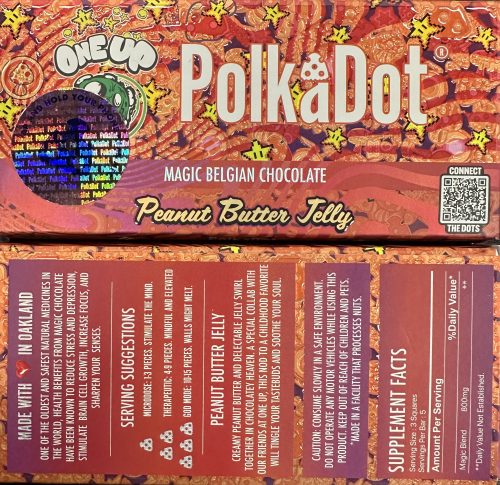 ONE UP
PolkaDot®
MAGIC BELGIAN CHOCOLATE
Peanut Butter Jelly
CONNECT
THE DOTS
MADE WITH IN OAKLAND
ONE OF THE OLDEST AND SAFEST NATURAL MEDICINES IN
THE WORLD. HEALTH BENEFITS FROM MAGIC CHOCOLATE
HAVE BEEN KNOWN TO REDUCE STRESS AND DEPRESSION,
STIMULATE BRAIN CELL GROWTH, INCREASE FOCUS, AND
SHARPEN YOUR SENSES.
SERVING SUGGESTIONS
MICRODOSE: 1-3 PIECES. STIMULATE THE MIND.
THERAPEUTIC: 4-9 PIECES. MINDFUL AND ELEVATED
GOD MODE: 10-15 PIECES. WALLS MIGHT MELT.
PEANUT BUTTER JELLY
CREAMY PEANUT BUTTER AND DELECTABLE JELLY SWIRL
TOGETHER IN CHOCOLATEY HEAVEN. A SPECIAL COLLAB WITH
OUR FRIENDS AT ONE UP, THIS NOD TO A CHILDHOOD FAVORITE
WILL TINGLE YOUR TASTEBUDS AND SOOTHE YOUR SOUL.
CAUTION: CONSUME SLOWLY IN A SAFE ENVIRONMENT.
DO NOT OPERATE ANY MOTOR VEHICLES WHILE USING THIS
PRODUCT. KEEP OUT OF REACH OF CHILDREN AND PETS.
*MADE IN A FACILITY THAT PROCESSES NUTS.
SUPPLEMENT FACTS
Serving Size : 3 Squares
Servings Per Bar : 5
Amount Per Serving %Daily Value*
Magic Blend 800mg **
**Daily Value Not Established.